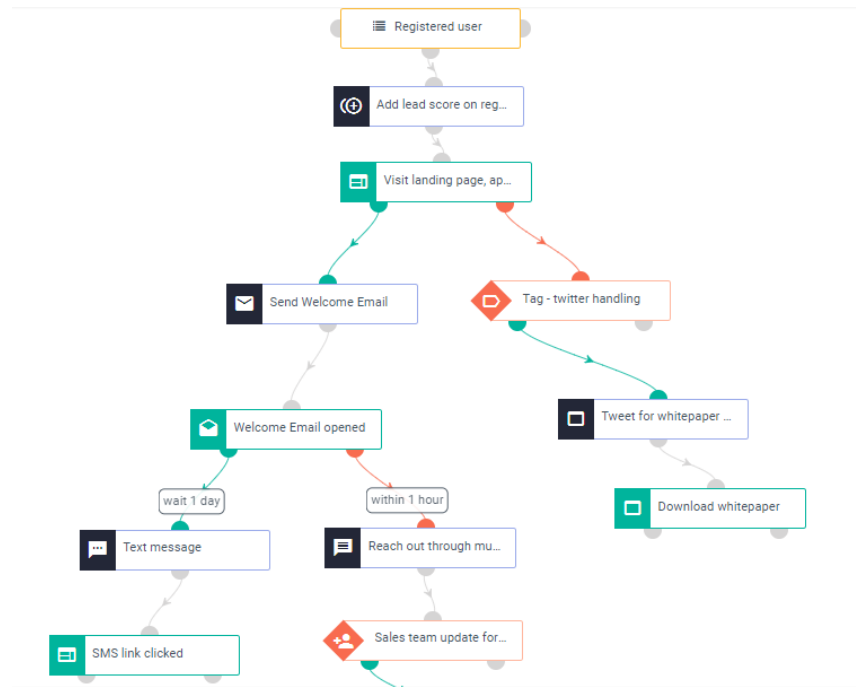 Registered user
Add lead score on reg...
Visit landing page, ap...
Send Welcome Email
Tag - twitter handling
Welcome Email opened
Tweet for whitepaper ...
wait 1 day
within 1 hour
Download whitepaper
Text message
Reach out through mu...
SMS link clicked
Sales team update for...